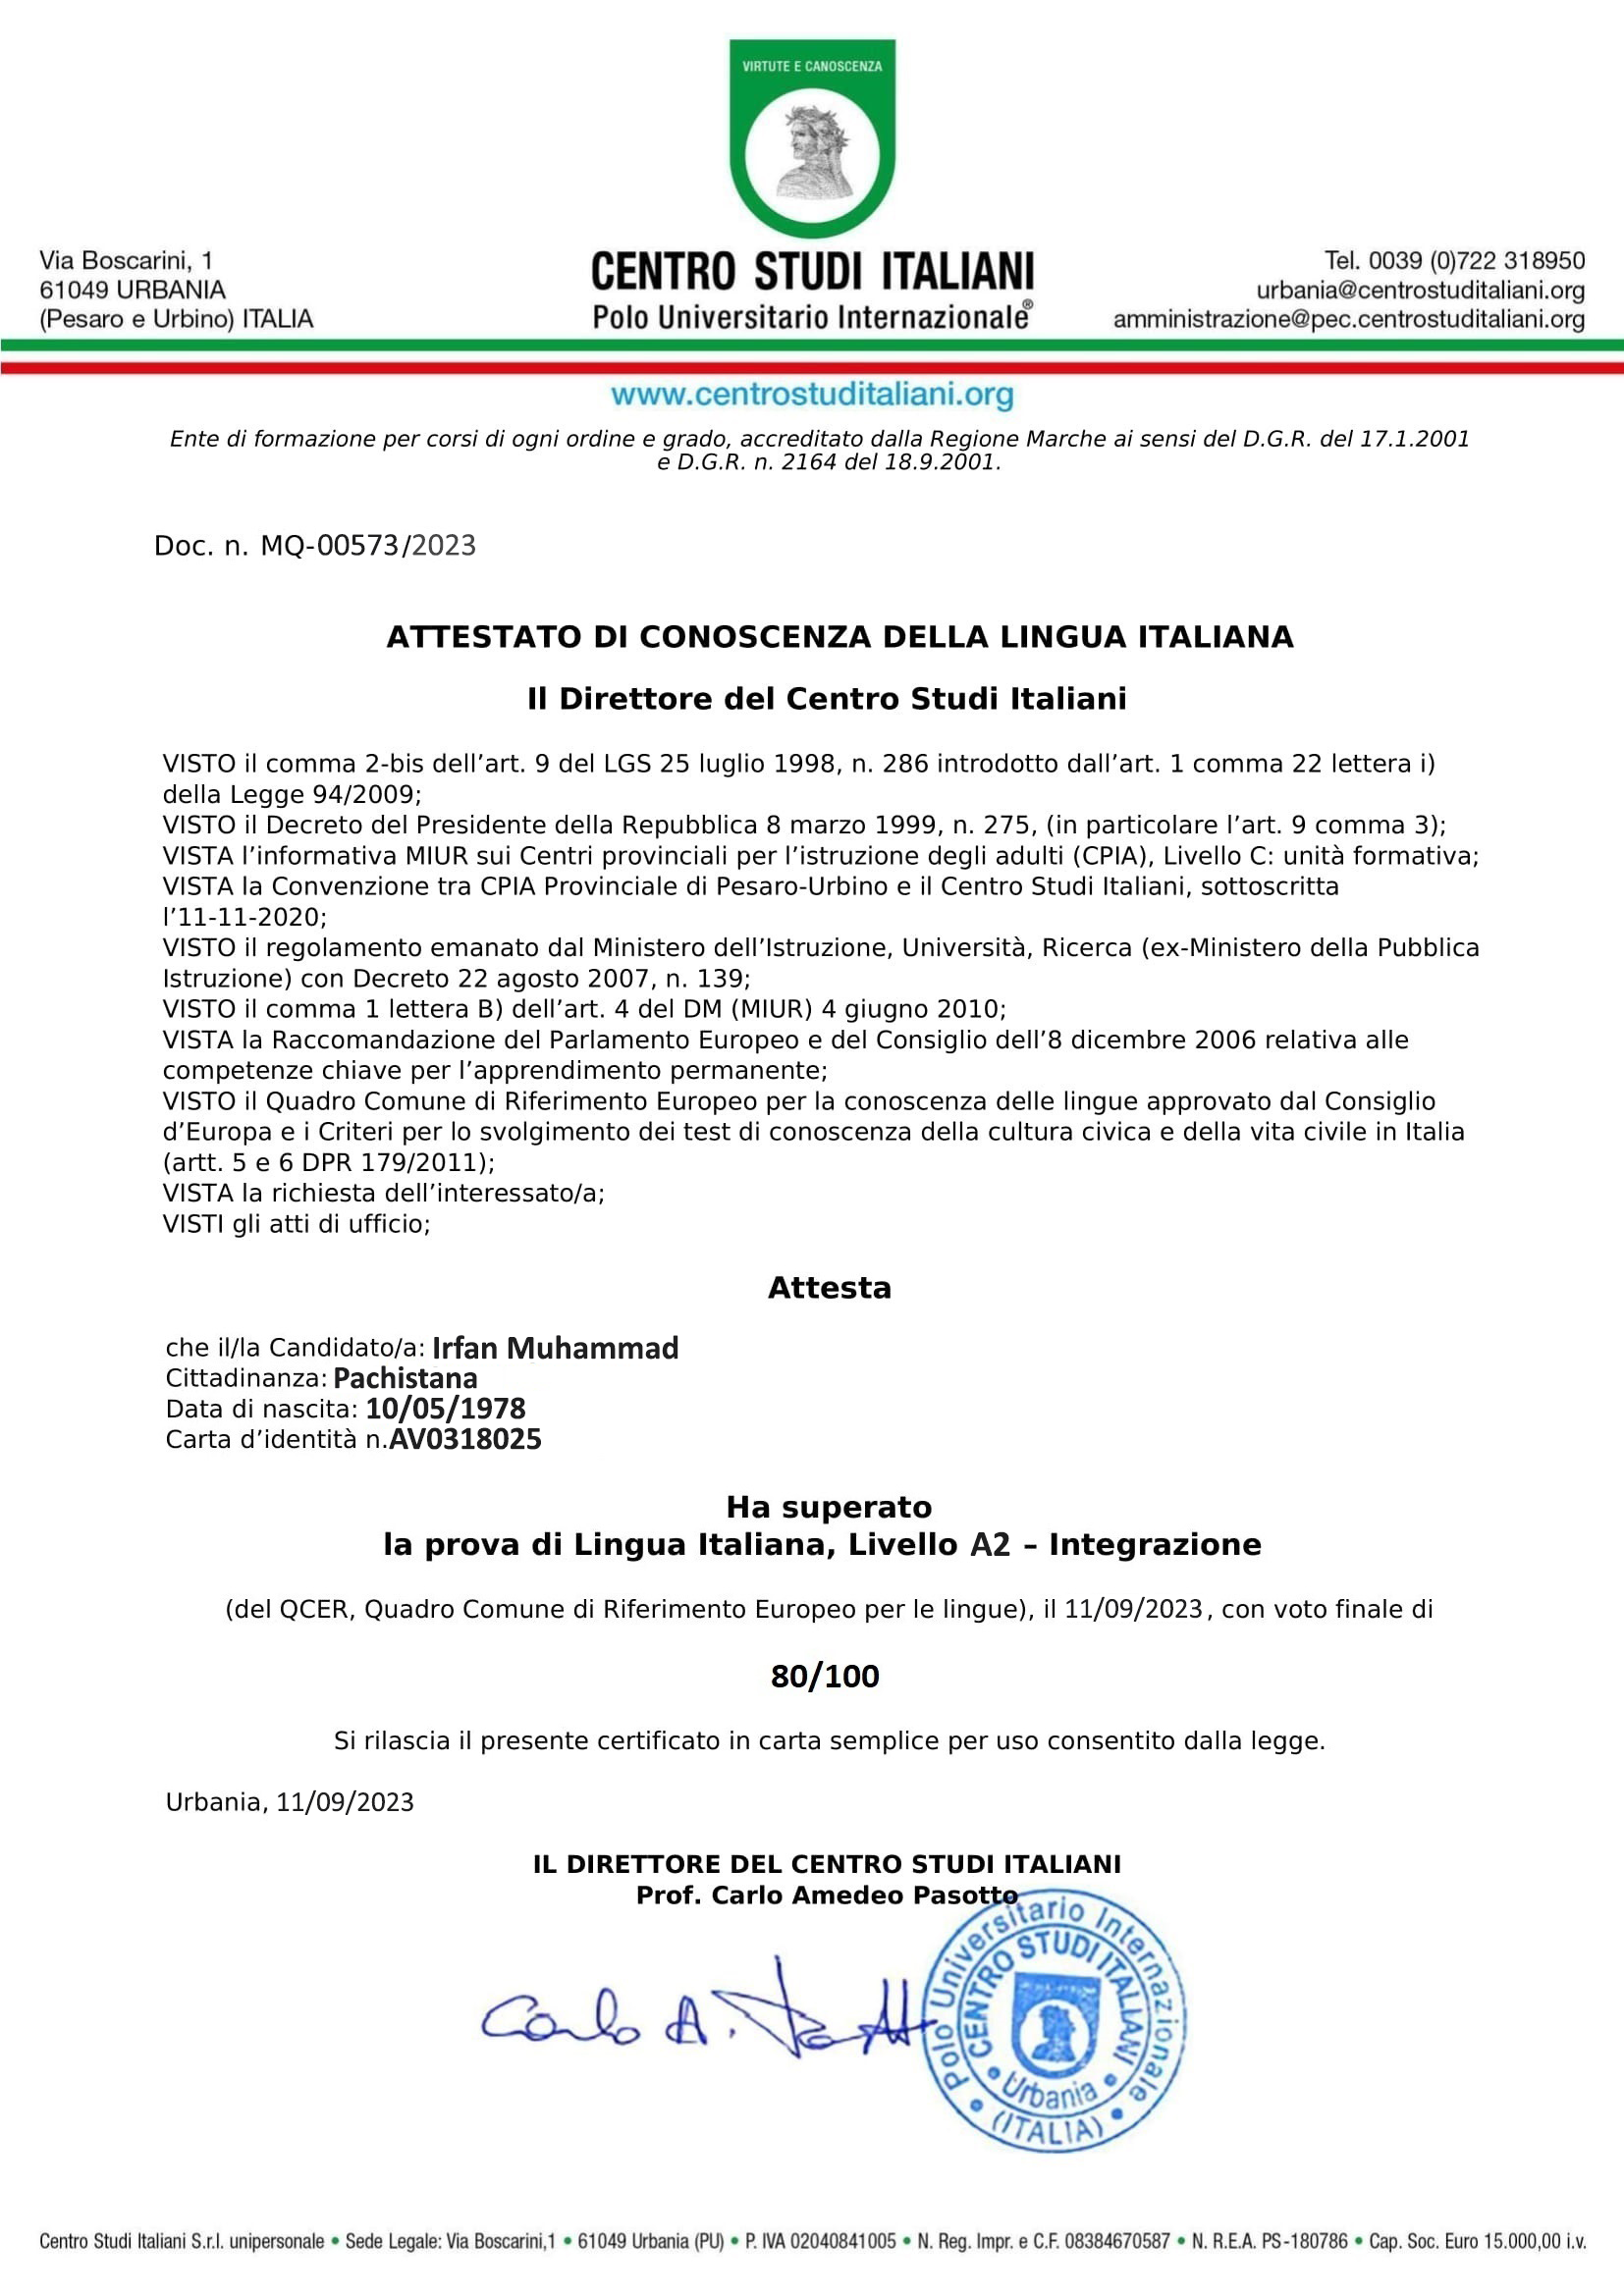 VIRTUTE E CANOSCENZA
Via Boscarini, 1
61049 URBANIA
(Pesaro e Urbino) ITALIA
CENTRO STUDI ITALIANI
Polo Universitario Internazionale®
Tel. 0039 (0)722 318950
urbania@centrostuditaliani.org
amministrazione@pec.centrostuditaliani.org
www.centrostuditaliani.org
Ente di formazione per corsi di ogni ordine e grado, accreditato dalla Regione Marche ai sensi del D.G.R. del 17.1.2001
e D.G.R. n. 2164 del 18.9.2001.
Doc. n. MQ-00573/2023
ATTESTATO DI CONOSCENZA DELLA LINGUA ITALIANA
Il Direttore del Centro Studi Italiani
VISTO il comma 2-bis dell’art. 9 del LGS 25 luglio 1998, n. 286 introdotto dall’art. 1 comma 22 lettera i)
della Legge 94/2009;
VISTO il Decreto del Presidente della Repubblica 8 marzo 1999, n. 275, (in particolare l’art. 9 comma 3);
VISTA l’informativa MIUR sui Centri provinciali per l’istruzione degli adulti (CPIA), Livello C: unità formativa;
VISTA la Convenzione tra CPIA Provinciale di Pesaro-Urbino e il Centro Studi Italiani, sottoscritta
l’11-11-2020;
VISTO il regolamento emanato dal Ministero dell’Istruzione, Università, Ricerca (ex-Ministero della Pubblica
Istruzione) con Decreto 22 agosto 2007, n. 139;
VISTO il comma 1 lettera B) dell’art. 4 del DM (MIUR) 4 giugno 2010;
VISTA la Raccomandazione del Parlamento Europeo e del Consiglio dell’8 dicembre 2006 relativa alle
competenze chiave per l’apprendimento permanente;
VISTO il Quadro Comune di Riferimento Europeo per la conoscenza delle lingue approvato dal Consiglio
d’Europa e i Criteri per lo svolgimento dei test di conoscenza della cultura civica e della vita civile in Italia
(artt. 5 e 6 DPR 179/2011);
VISTA la richiesta dell’interessato/a;
VISTI gli atti di ufficio;
Attesta
che il/la Candidato/a: Irfan Muhammad
Cittadinanza: Pachistana
Data di nascita: 10/05/1978
Carta d’identità n.AV0318025
Ha superato
la prova di Lingua Italiana, Livello A2 – Integrazione
(del QCER, Quadro Comune di Riferimento Europeo per le lingue), il 11/09/2023, con voto finale di
80/100
Si rilascia il presente certificato in carta semplice per uso consentito dalla legge.
Urbania, 11/09/2023
IL DIRETTORE DEL CENTRO STUDI ITALIANI
Prof. Carlo Amedeo Pasotto
Carlo A. Pasotto
Polo Universitario Internazionale
CENTRO STUDI ITALIANI
Urbania
(ITALIA)
Centro Studi Italiani S.r.l. unipersonale • Sede Legale: Via Boscarini,1 • 61049 Urbania (PU) • P. IVA 02040841005 • N. Reg. Impr. e C.F. 08384670587 • N. R.E.A. PS-180786 • Cap. Soc. Euro 15.000,00 i.v.